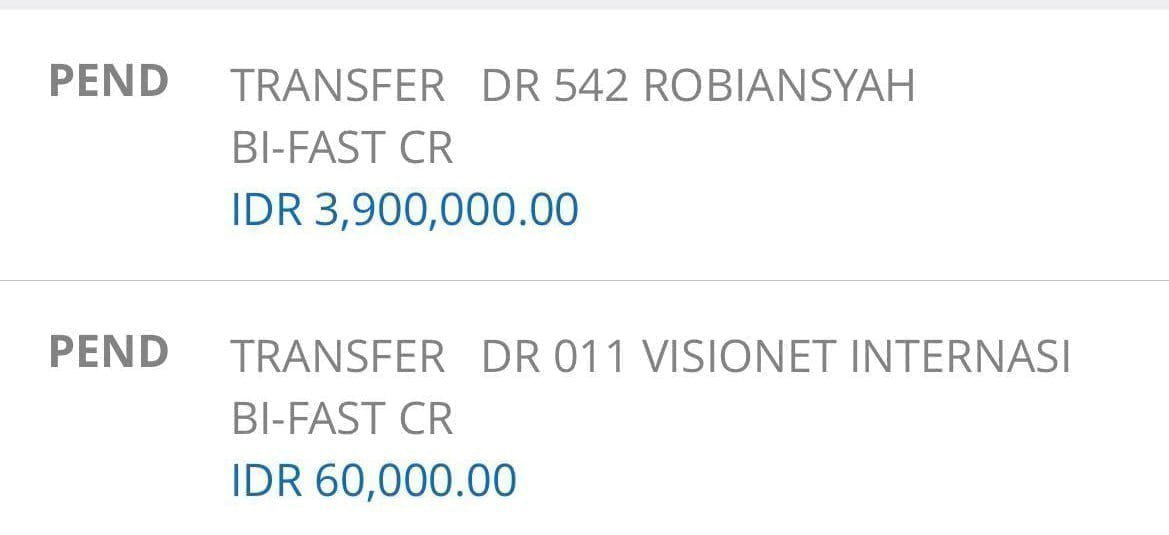 PEND TRANSFER DR 542 ROBIANSYAH
BI-FAST CR
IDR 3,900,000.00
PEND TRANSFER DR 011 VISIONET INTERNASI
BI-FAST CR
IDR 60,000.00